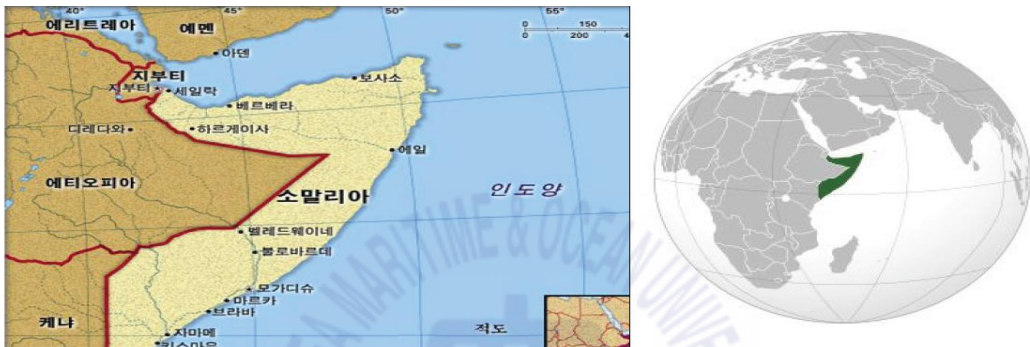 40°
45°
50°
55°
에리트레아
예멘
0 150
0 200
아덴
지부티
지부티
세일락
보사소
베르베라
디레다와
하르게이사
에일
에티오피아
소말리아
인도양
벨레드웨이네
불로바르데
모가디슈
마르카
브라바
케냐
적도
자마메
MARITIME & OCEAN UNIVE